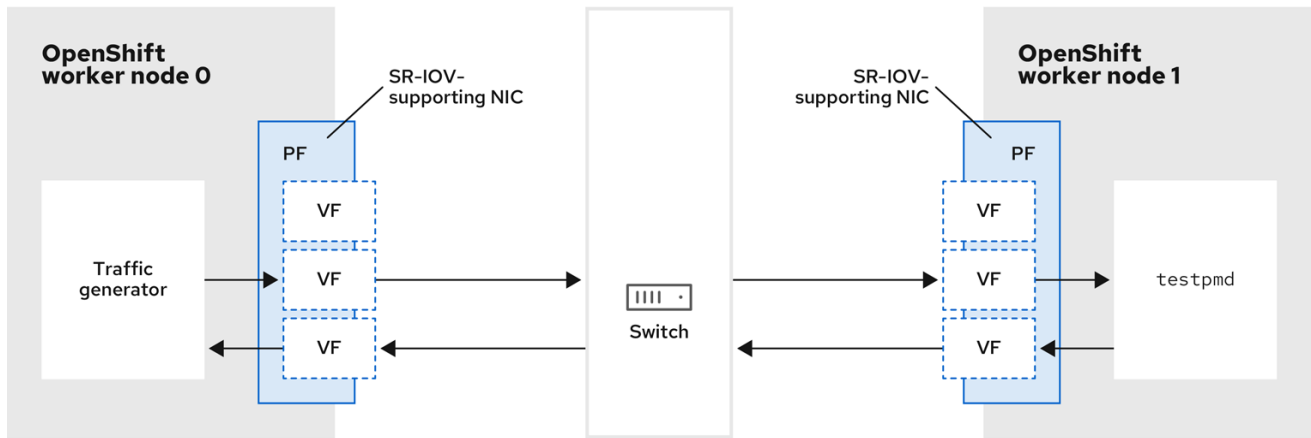 OpenShift
worker node 0
SR-IOV-
supporting NIC
SR-IOV-
supporting NIC
OpenShift
worker node 1
PF
PF
VF
VF
Traffic
generator
VF
VF
testpmd
Switch
VF
VF